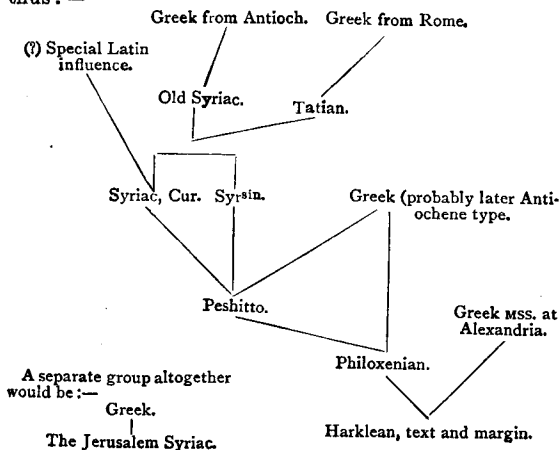 thus:—
Greek from Antioch. Greek from Rome.
(?) Special Latin
influence.
Old Syriac.
Tatian.
Syriac, Cur. Syrsin.
Greek (probably later Anti-
ochene type.
Peshitto.
Greek MSS. at
Alexandria.
Philoxenian.
A separate group altogether
would be:—
Greek.
The Jerusalem Syriac.
Harklean, text and margin.